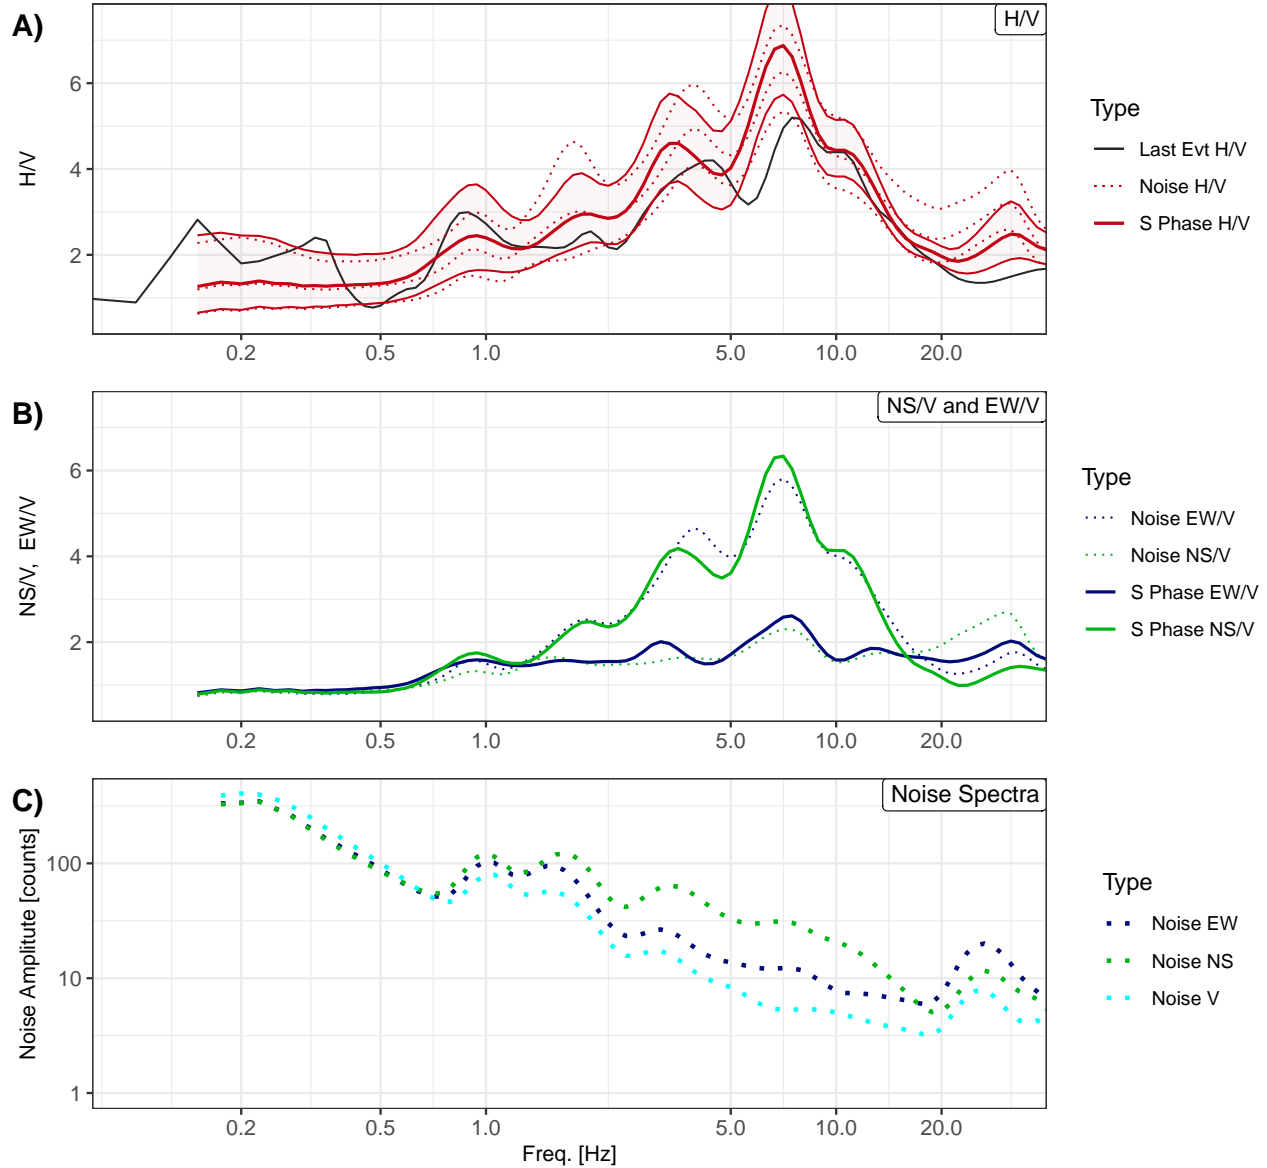 A)
H/V
6
4
2
H/V
0.2 0.5 1.0 5.0 10.0 20.0
Type
Last Evt H/V
Noise H/V
S Phase H/V
B)
NS/V and EW/V
6
4
2
NS/V, EW/V
0.2 0.5 1.0 5.0 10.0 20.0
Type
Noise EW/V
Noise NS/V
S Phase EW/V
S Phase NS/V
C)
Noise Spectra
100
10
1
Noise Amplitute [counts]
0.2 0.5 1.0 5.0 10.0 20.0
Freq. [Hz]
Type
Noise EW
Noise NS
Noise V